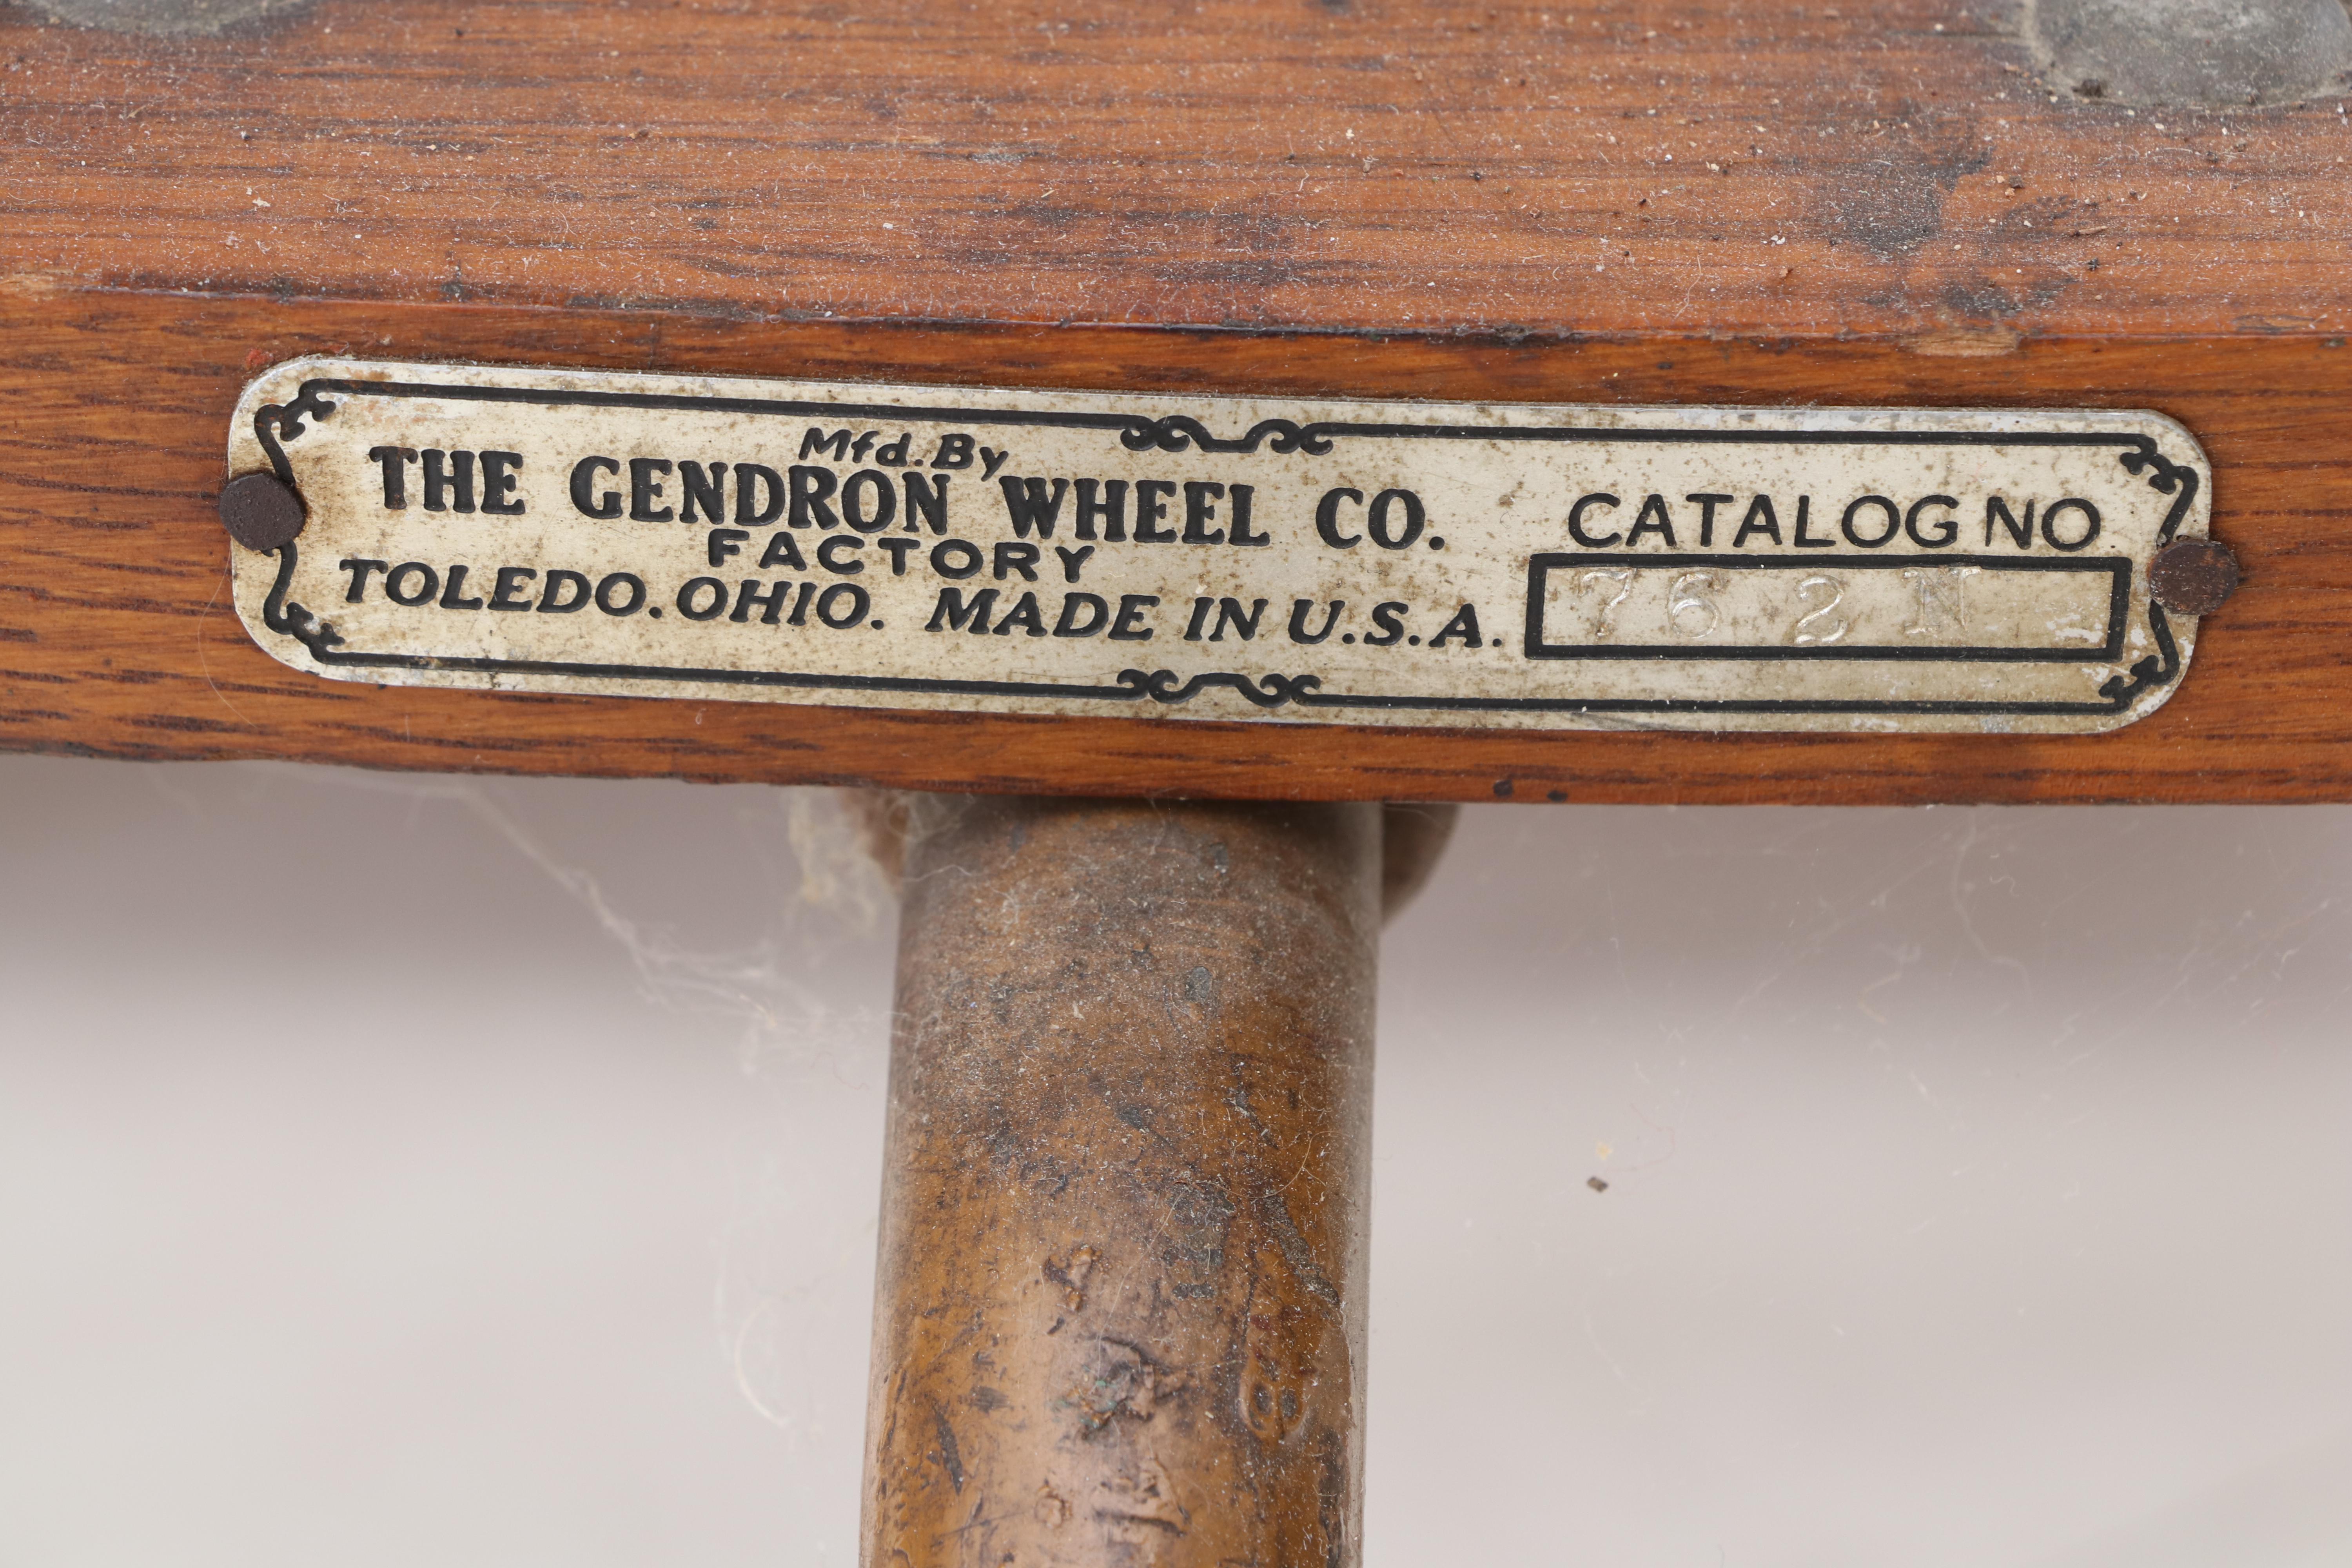 Mfd. By
THE GENDRON WHEEL CO.
FACTORY
TOLEDO. OHIO. MADE IN U.S.A.
CATALOG NO.
762N